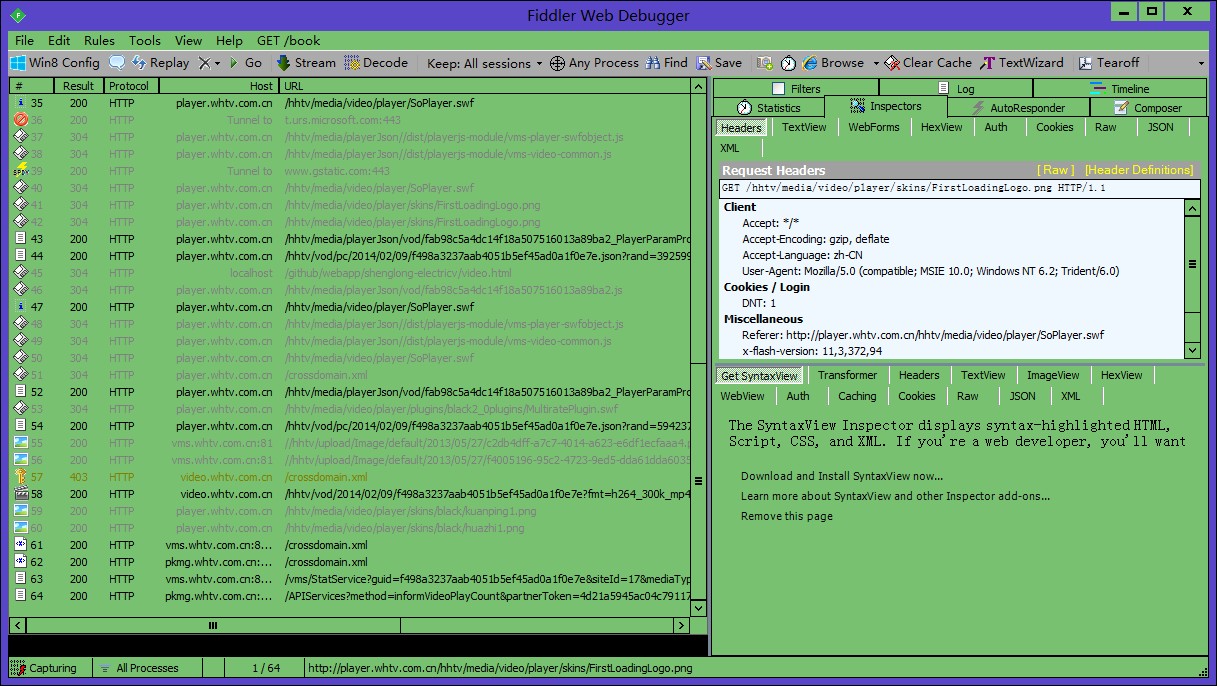 Fiddler Web Debugger
File Edit Rules Tools View Help GET /book
Win8 Config Replay Go Stream Decode Keep: All sessions Any Process Find Save Browse Clear Cache TextWizard Tearoff
# Result Protocol Host URL
35 200 HTTP player.whtv.com.cn /hhtv/media/video/player/SoPlayer.swf
36 200 HTTP Tunnel to t.urs.microsoft.com:443
37 304 HTTP player.whtv.com.cn /hhtv/media/playerJson//dist/playerjs-module/vms-player-swfobject.js
38 304 HTTP player.whtv.com.cn /hhtv/media/playerJson//dist/playerjs-module/vms-video-common.js
39 200 HTTP Tunnel to www.gstatic.com:443
40 304 HTTP player.whtv.com.cn /hhtv/media/video/player/SoPlayer.swf
41 304 HTTP player.whtv.com.cn /hhtv/media/video/player/skins/FirstLoadingLogo.png
42 304 HTTP player.whtv.com.cn /hhtv/media/video/player/skins/FirstLoadingLogo.png
43 200 HTTP player.whtv.com.cn /hhtv/media/playerJson/vod/fab98c5a4dc14f18a507516013a89ba2_PlayerParamPro
44 200 HTTP player.whtv.com.cn /hhtv/vod/pc/2014/02/09/f498a3237aab4051b5ef45ad0a1f0e7e.json?rand=392599
45 304 HTTP localhost /github/webapp/shenglong-electricv/video.html
46 304 HTTP player.whtv.com.cn /hhtv/media/playerJson/vod/fab98c5a4dc14f18a507516013a89ba2.js
47 200 HTTP player.whtv.com.cn /hhtv/media/video/player/SoPlayer.swf
48 304 HTTP player.whtv.com.cn /hhtv/media/playerJson//dist/playerjs-module/vms-player-swfobject.js
49 304 HTTP player.whtv.com.cn /hhtv/media/playerJson//dist/playerjs-module/vms-video-common.js
50 304 HTTP player.whtv.com.cn /hhtv/media/video/player/SoPlayer.swf
51 304 HTTP player.whtv.com.cn /crossdomain.xml
52 200 HTTP player.whtv.com.cn /hhtv/media/playerJson/vod/fab98c5a4dc14f18a507516013a89ba2_PlayerParamPro
53 304 HTTP player.whtv.com.cn /hhtv/media/video/player/plugins/black2_0plugins/MultiratePlugin.swf
54 200 HTTP player.whtv.com.cn /hhtv/vod/pc/2014/02/09/f498a3237aab4051b5ef45ad0a1f0e7e.json?rand=594237
55 200 HTTP vms.whtv.com.cn:81 //hhtv/upload/Image/default/2013/05/27/c2db4dff-a7c7-4014-a623-e6df1ecfaaa4.
56 200 HTTP vms.whtv.com.cn:81 //hhtv/upload/Image/default/2013/05/27/f4005196-95c2-4723-9ed5-dda61dda6035
57 403 HTTP video.whtv.com.cn /crossdomain.xml
58 200 HTTP video.whtv.com.cn /hhtv/vod/2014/02/09/f498a3237aab4051b5ef45ad0a1f0e7e?fmt=h264_300k_mp4
59 200 HTTP player.whtv.com.cn /hhtv/media/video/player/skins/black/kuanping1.png
60 200 HTTP player.whtv.com.cn /hhtv/media/video/player/skins/black/huazhi1.png
61 200 HTTP vms.whtv.com.cn:8... /crossdomain.xml
62 200 HTTP pkmg.whtv.com.cn:... /crossdomain.xml
63 200 HTTP vms.whtv.com.cn:8... /vms/StatService?guid=f498a3237aab4051b5ef45ad0a1f0e7e&siteId=17&mediaTyp
64 200 HTTP pkmg.whtv.com.cn:... /APIServices?method=informVideoPlayCount&partnerToken=4d21a5945ac04c79117
Filters Log Timeline
Statistics Inspectors AutoResponder Composer
Headers TextView WebForms HexView Auth Cookies Raw JSON
XML
Request Headers [ Raw ] [Header Definitions]
GET /hhtv/media/video/player/skins/FirstLoadingLogo.png HTTP/1.1
Client
Accept: */*
Accept-Encoding: gzip, deflate
Accept-Language: zh-CN
User-Agent: Mozilla/5.0 (compatible; MSIE 10.0; Windows NT 6.2; Trident/6.0)
Cookies / Login
DNT: 1
Miscellaneous
Referer: http://player.whtv.com.cn/hhtv/media/video/player/SoPlayer.swf
x-flash-version: 11,3,372,94
Get SyntaxView Transformer Headers TextView ImageView HexView
WebView Auth Caching Cookies Raw JSON XML
The SyntaxView Inspector displays syntax-highlighted HTML,
Script, CSS, and XML. If you're a web developer, you'll want
Download and Install SyntaxView now...
Learn more about SyntaxView and other Inspector add-ons...
Remove this page
Capturing All Processes 1 / 64 http://player.whtv.com.cn/hhtv/media/video/player/skins/FirstLoadingLogo.png